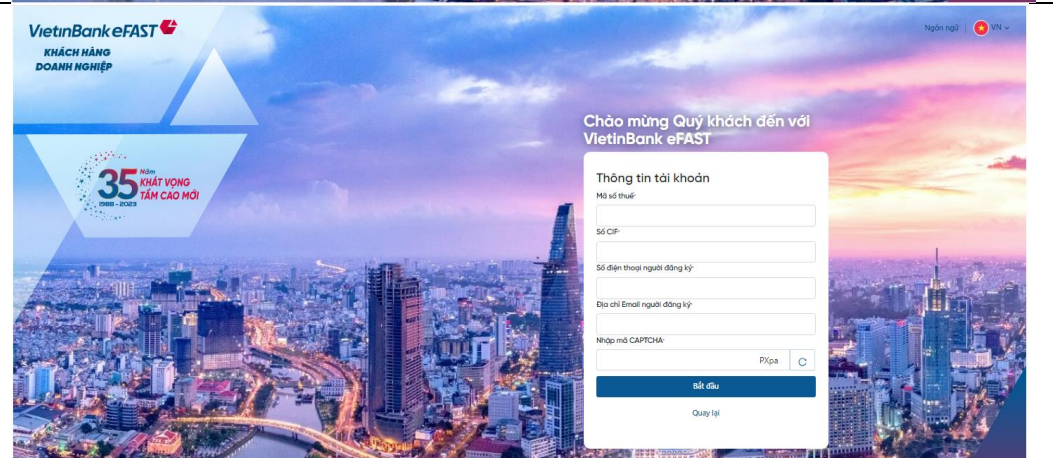 VietinBank eFAST
KHÁCH HÀNG
DOANH NGHIỆP
Ngôn ngữ | VN
35 Năm
KHÁT VỌNG
TẦM CAO MỚI
1988 - 2023
Chào mừng Quý khách đến với
VietinBank eFAST
Thông tin tài khoản
Mã số thuế*
Số CIF*
Số điện thoại người đăng ký*
Địa chỉ Email người đăng ký*
Nhập mã CAPTCHA*
PXpa
Bắt đầu
Quay lại